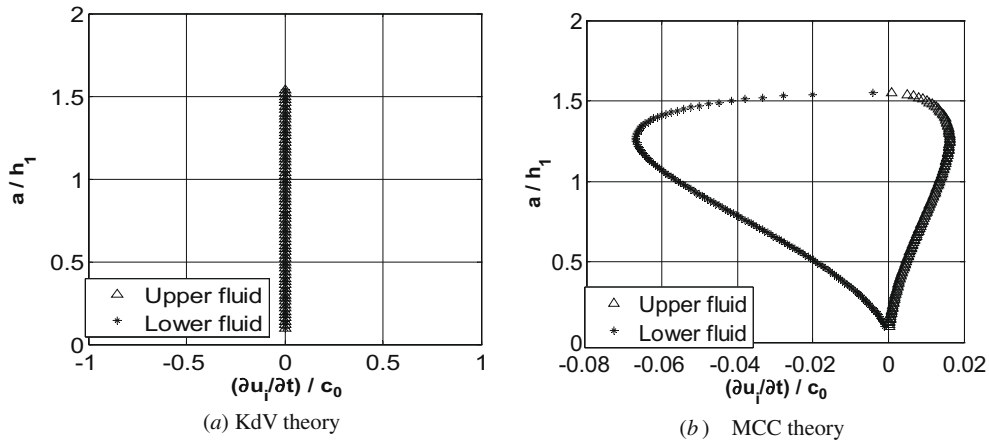 2
1.5
1
0.5
0
a / h₁
Upper fluid
Lower fluid
-1 -0.5 0 0.5 1
(∂uᵢ/∂t) / c₀
(a) KdV theory
2
1.5
1
0.5
0
a / h₁
Upper fluid
Lower fluid
-0.08 -0.06 -0.04 -0.02 0 0.02
(∂uᵢ/∂t) / c₀
(b) MCC theory